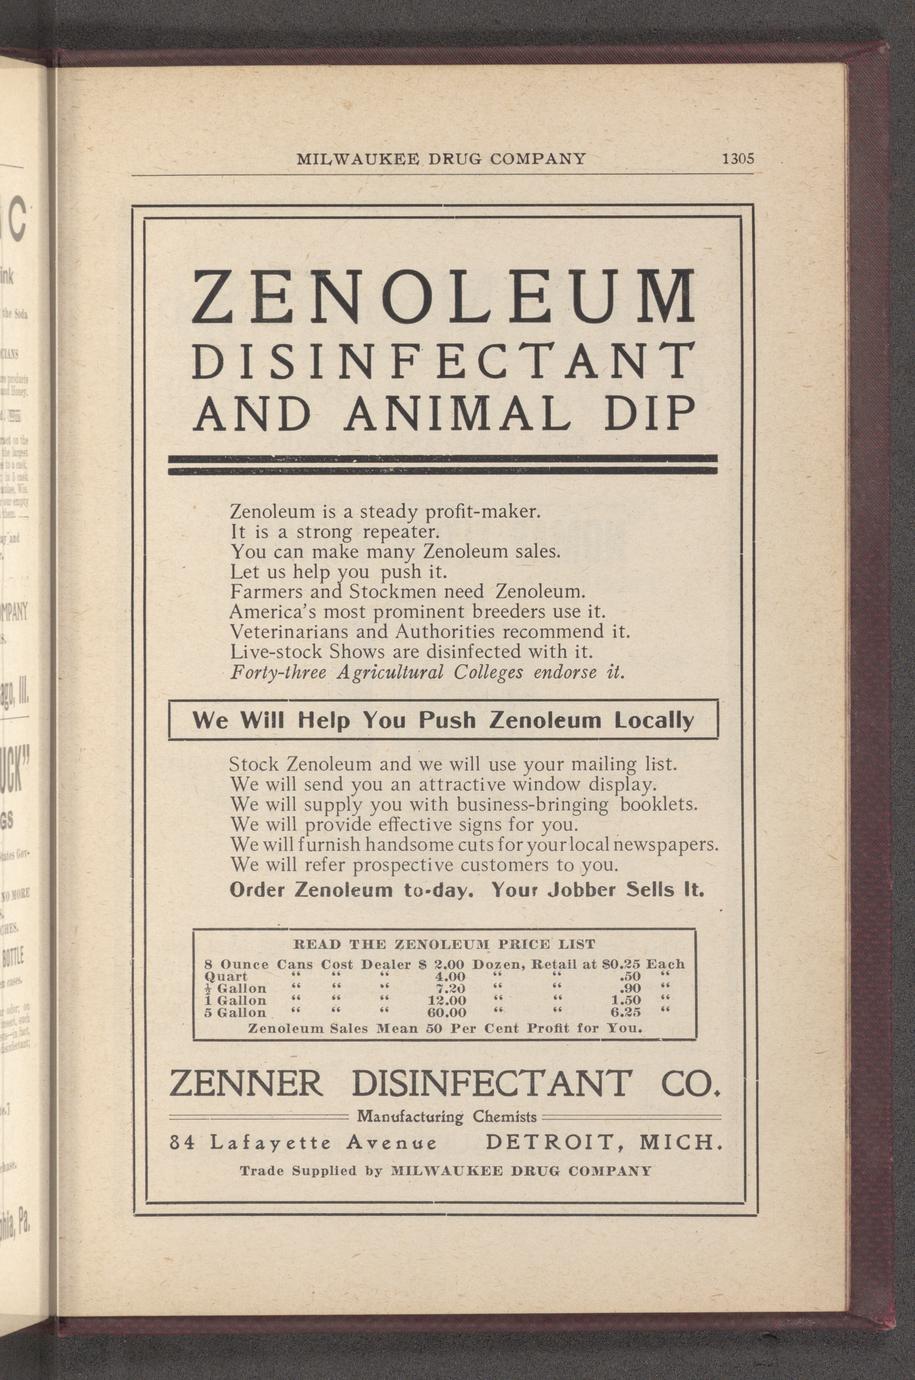 MILWAUKEE DRUG COMPANY 1305
ZENOLEUM
DISINFECTANT
AND ANIMAL DIP
Zenoleum is a steady profit-maker.
It is a strong repeater.
You can make many Zenoleum sales.
Let us help you push it.
Farmers and Stockmen need Zenoleum.
America's most prominent breeders use it.
Veterinarians and Authorities recommend it.
Live-stock Shows are disinfected with it.
Forty-three Agricultural Colleges endorse it.
We Will Help You Push Zenoleum Locally
Stock Zenoleum and we will use your mailing list.
We will send you an attractive window display.
We will supply you with business-bringing booklets.
We will provide effective signs for you.
We will furnish handsome cuts for your local newspapers.
We will refer prospective customers to you.
Order Zenoleum to-day. Your Jobber Sells It.
READ THE ZENOLEUM PRICE LIST
8 Ounce Cans Cost Dealer $ 2.00 Dozen, Retail at $0.25 Each
Quart “ “ “ 4.00 “ “ .50 “
½ Gallon “ “ “ 7.20 “ “ .90 “
1 Gallon “ “ “ 12.00 “ “ 1.50 “
5 Gallon “ “ “ 60.00 “ “ 6.25 “
Zenoleum Sales Mean 50 Per Cent Profit for You.
ZENNER DISINFECTANT CO.
Manufacturing Chemists
84 Lafayette Avenue DETROIT, MICH.
Trade Supplied by MILWAUKEE DRUG COMPANY